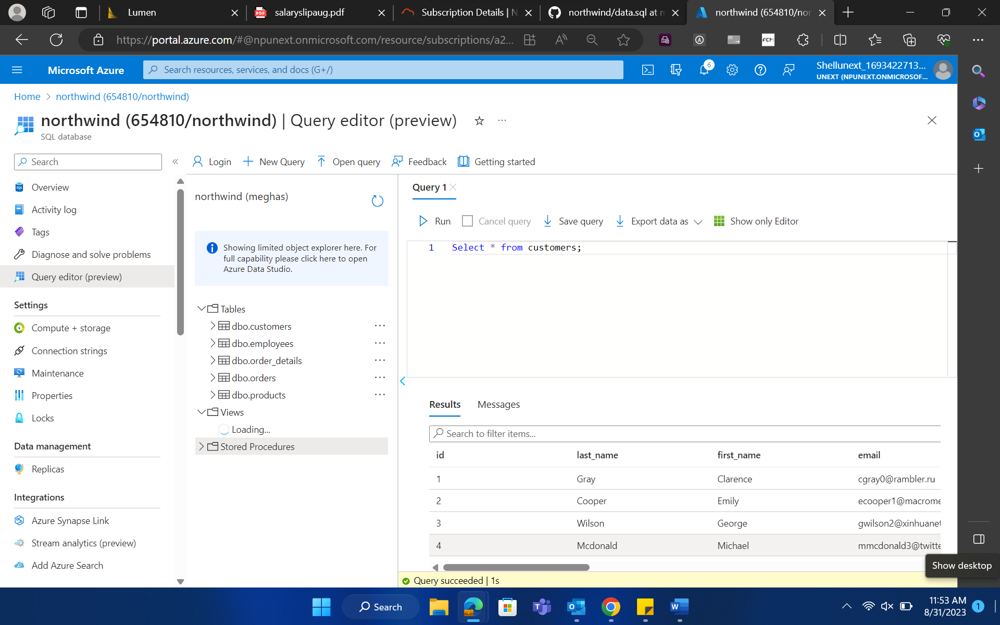 Lumen
salaryslipaug.pdf
Subscription Details | N
northwind/data.sql at n
northwind (654810/nor
https://portal.azure.com/#@npunext.onmicrosoft.com/resource/subscriptions/a2...
Microsoft Azure
Search resources, services, and docs (G+/)
6
Shellunext_1693422713...
UNEXT (NPUNEXT.ONMICROSOF...
Home > northwind (654810/northwind)
northwind (654810/northwind) | Query editor (preview)
SQL database
Search
Login
New Query
Open query
Feedback
Getting started
Overview
Activity log
Tags
Diagnose and solve problems
Query editor (preview)
Settings
Compute + storage
Connection strings
Maintenance
Properties
Locks
Data management
Replicas
Integrations
Azure Synapse Link
Stream analytics (preview)
Add Azure Search
northwind (meghas)
Showing limited object explorer here. For
full capability please click here to open
Azure Data Studio.
Tables
dbo.customers
dbo.employees
dbo.order_details
dbo.orders
dbo.products
Views
Loading...
Stored Procedures
Query 1
Run
Cancel query
Save query
Export data as
Show only Editor
1 Select * from customers;
Results Messages
Search to filter items...
id last_name first_name email
1 Gray Clarence cgray0@rambler.ru
2 Cooper Emily ecooper1@macrome
3 Wilson George gwilson2@xinhuanet
4 Mcdonald Michael mmcdonald3@twitte
Show desktop
Query succeeded | 1s
Search
11:53 AM
8/31/2023
1